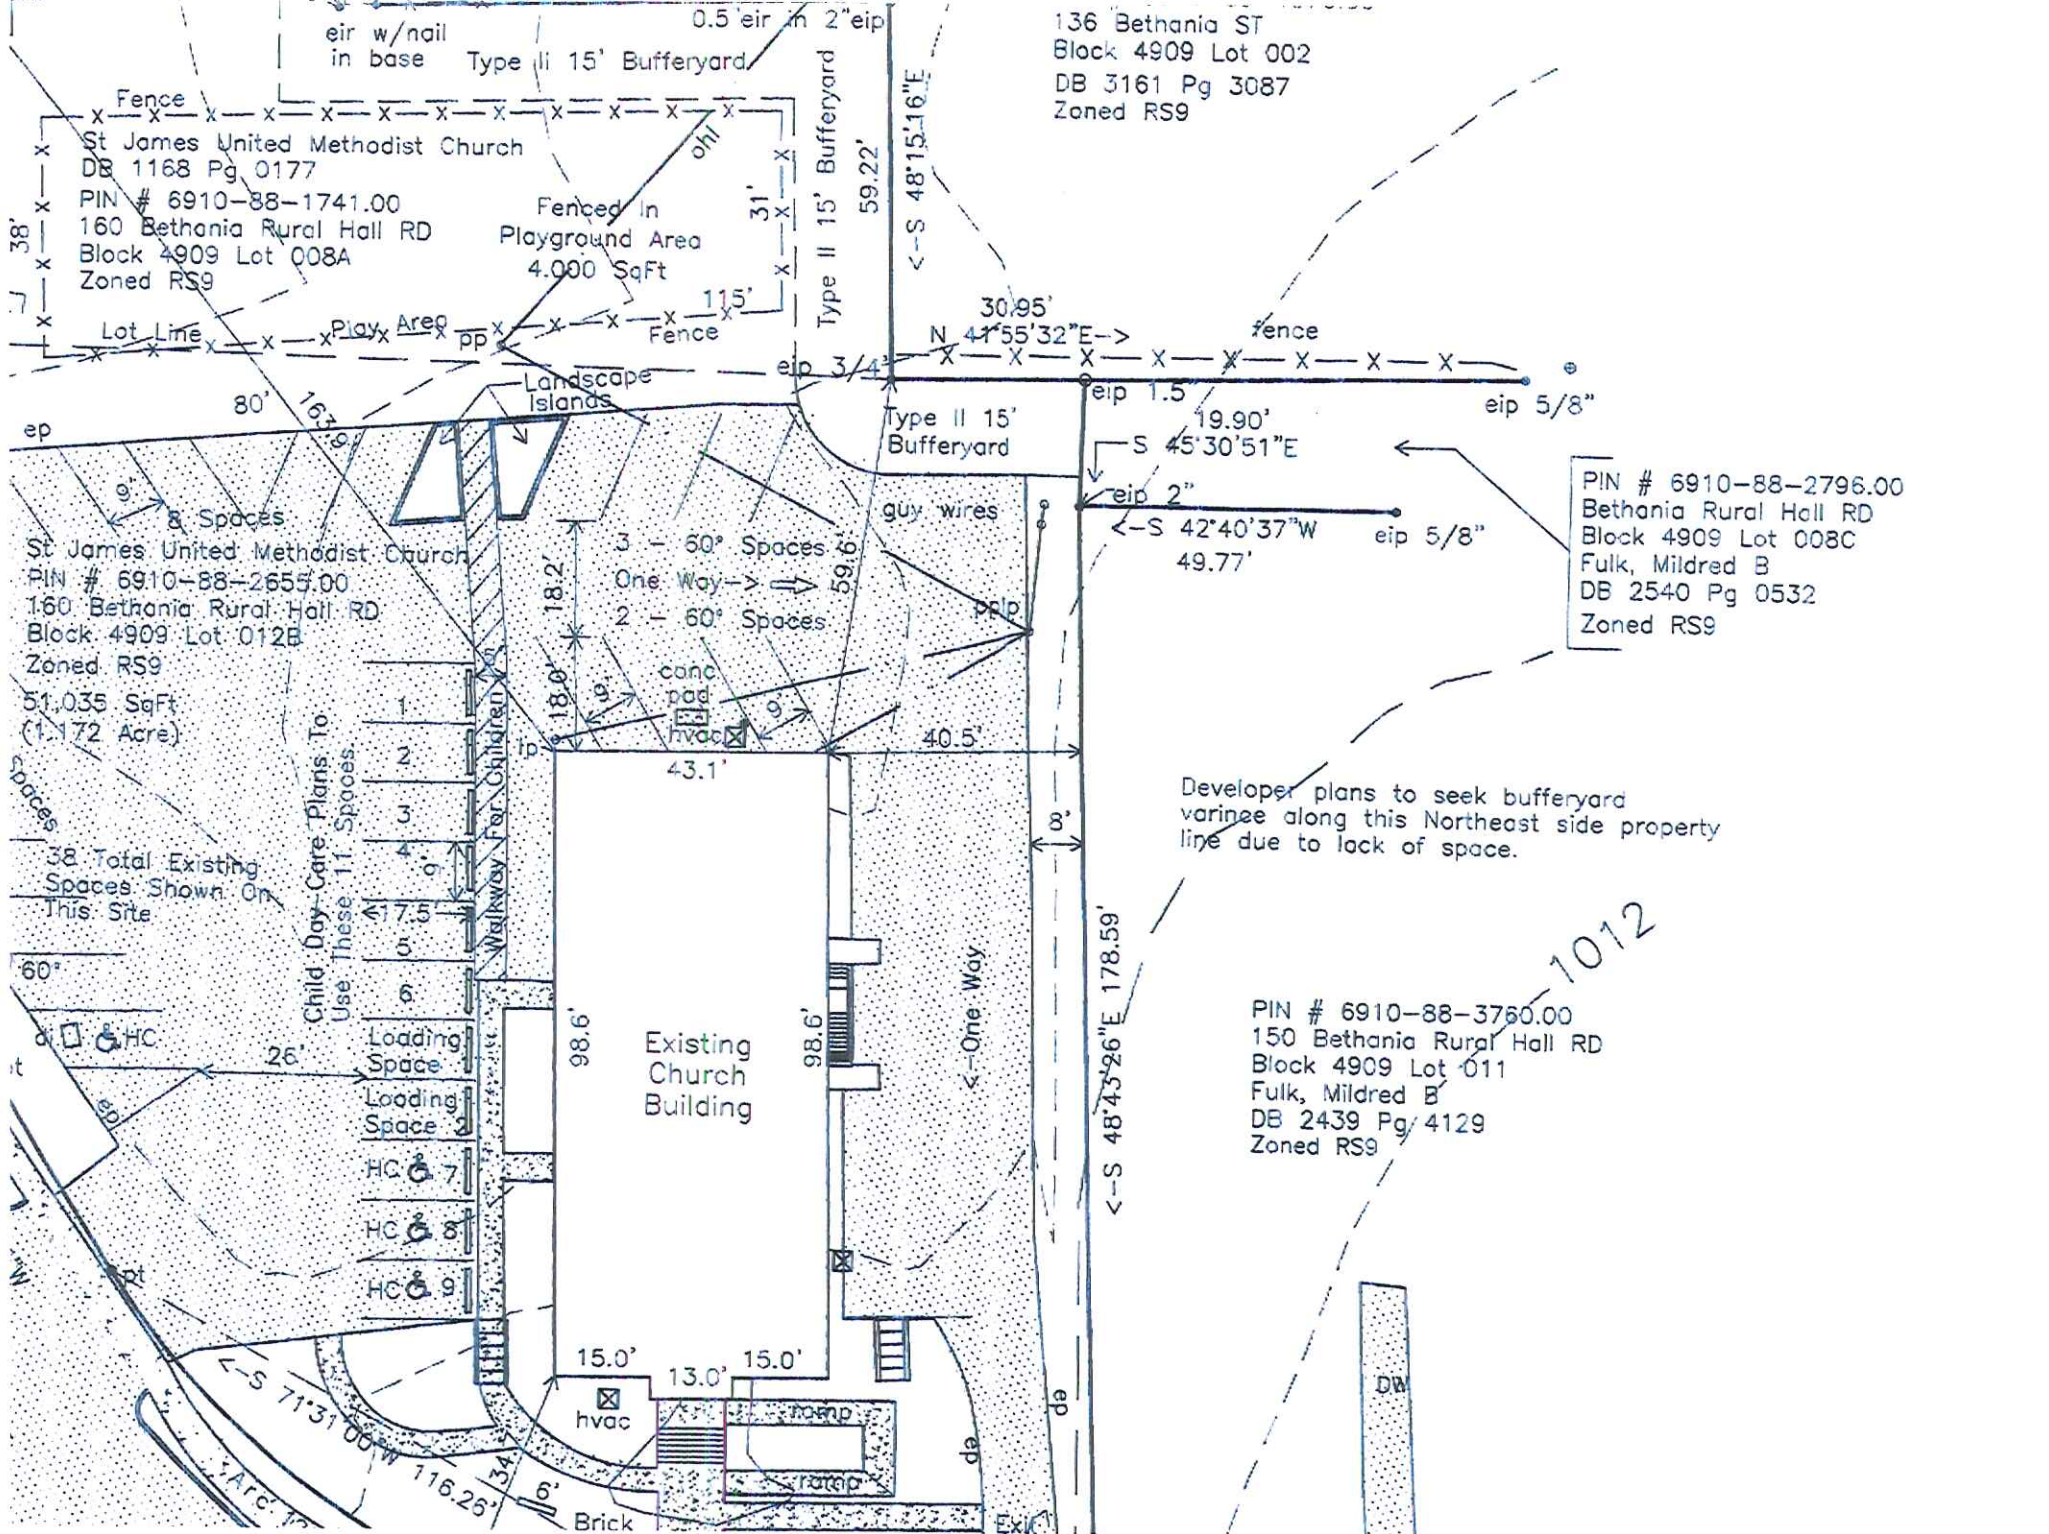 0.5 eir in 2"eip
eir w/nail
in base
Type Ii 15' Bufferyard
136 Bethania ST
Block 4909 Lot 002
DB 3161 Pg 3087
Zoned RS9
Fence
St James United Methodist Church
DB 1168 Pg 0177
PIN # 6910-88-1741.00
160 Bethania Rural Hall RD
Block 4909 Lot 008A
Zoned RS9
38'
Fenced In
Playground Area
4.000 SqFt
ohl
31'
Type II 15' Bufferyard
59.22'
<--S 48°15'16"E
115'
Lot Line
Play Area
pp
Fence
30.95'
N 41°55'32"E-->
fence
eip 3/4"
eip 1.5"
eip 5/8"
Landscape
Islands
80'
163.9'
ep
Type II 15'
Bufferyard
19.90'
S 45°30'51"E
eip 2"
<--S 42°40'37"W
49.77'
eip 5/8"
guy wires
PIN # 6910-88-2796.00
Bethania Rural Hall RD
Block 4909 Lot 008C
Fulk, Mildred B
DB 2540 Pg 0532
Zoned RS9
9'
8 Spaces
St James United Methodist Church
PIN # 6910-88-2655.00
160 Bethania Rural Hall RD
Block 4909 Lot 012B
Zoned RS9
51,035 SqFt
(1.172 Acre)
3 - 60° Spaces
One Way-->
2 - 60° Spaces
18.2'
59.6'
pplp
18.0'
9'
conc
pad
hvac
9'
lp
43.1'
40.5'
8'
Developer plans to seek bufferyard
varince along this Northeast side property
line due to lack of space.
spaces
38 Total Existing
Spaces Shown On
This Site
60°
Child Day Care Plans To
Use These 11 Spaces
1
2
3
4
9'
17.5'
5
6
Loading
Space
Loading
Space 2
HC 7
HC 8
HC 9
Walkway For Children
HC
26'
ep
pt
98.6'
Existing
Church
Building
98.6'
<--One Way
<--S 48°43'26"E 178.59'
1012
PIN # 6910-88-3760.00
150 Bethania Rural Hall RD
Block 4909 Lot 011
Fulk, Mildred B
DB 2439 Pg 4129
Zoned RS9
15.0'
13.0'
15.0'
hvac
ramp
ramp
ep
ep
DW
<--S 71°31'00"W 116.26'
34'
6'
Brick
Arc
Exit